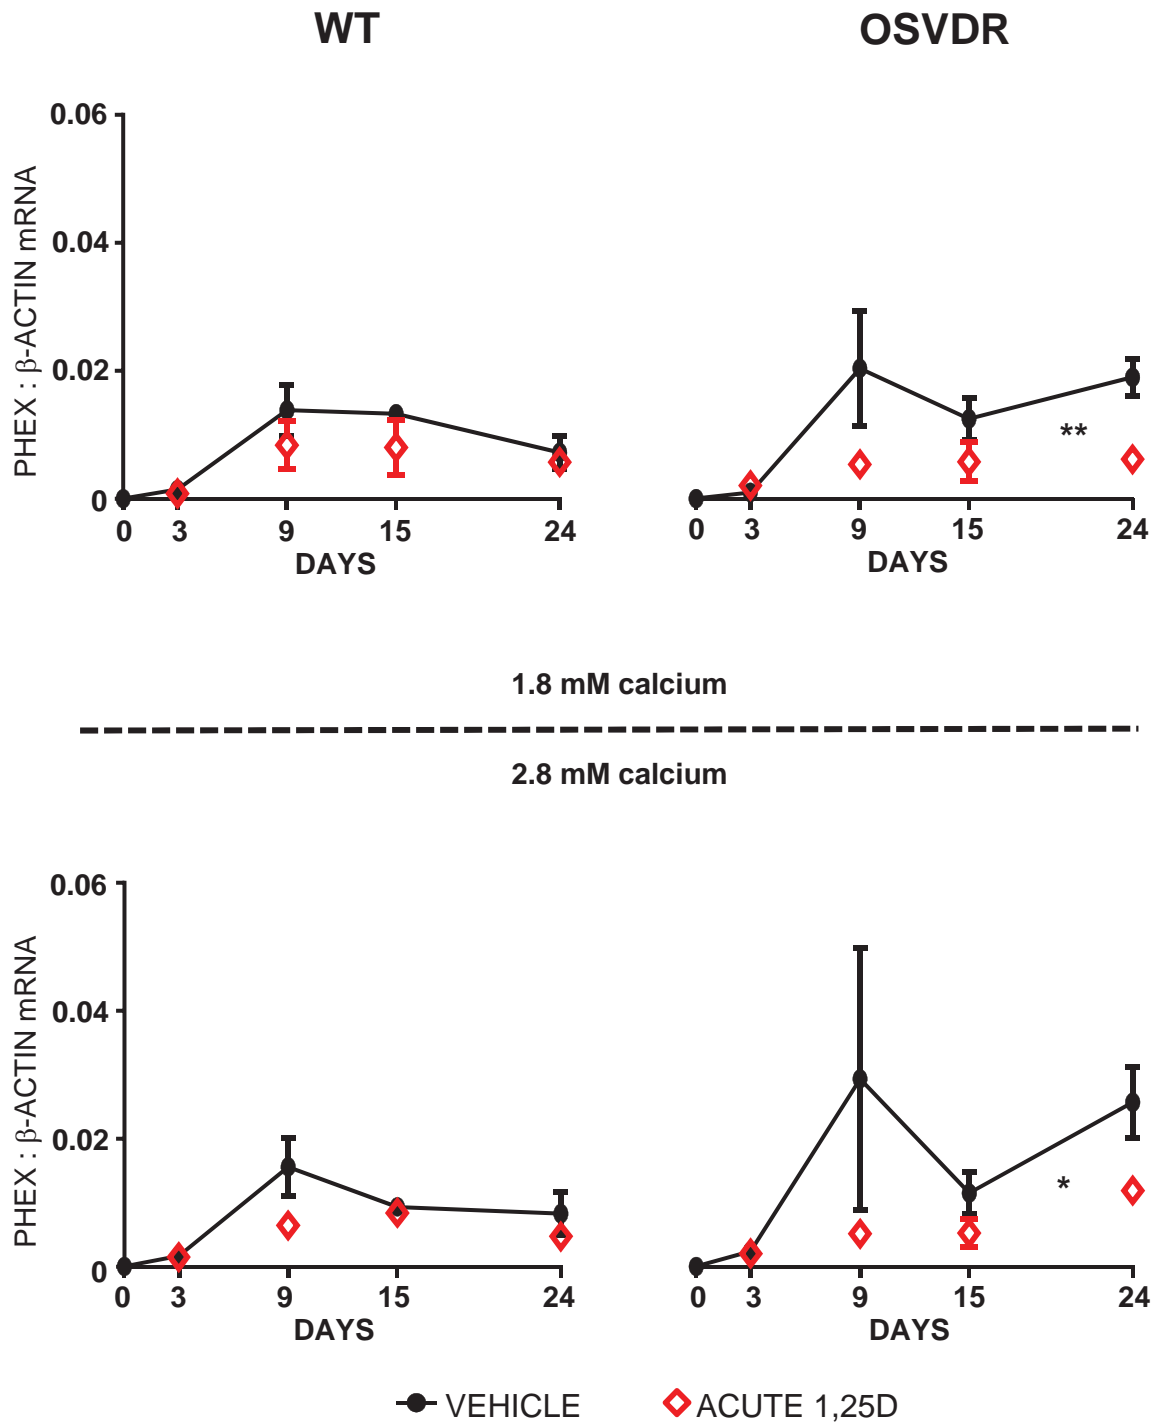 WT
OSVDR
PHEX : β-ACTIN mRNA
0.06
0.04
0.02
0
0 3 9 15 24
DAYS
**
0 3 9 15 24
DAYS
1.8 mM calcium
2.8 mM calcium
PHEX : β-ACTIN mRNA
0.06
0.04
0.02
0
0 3 9 15 24
DAYS
*
0 3 9 15 24
DAYS
VEHICLE
ACUTE 1,25D